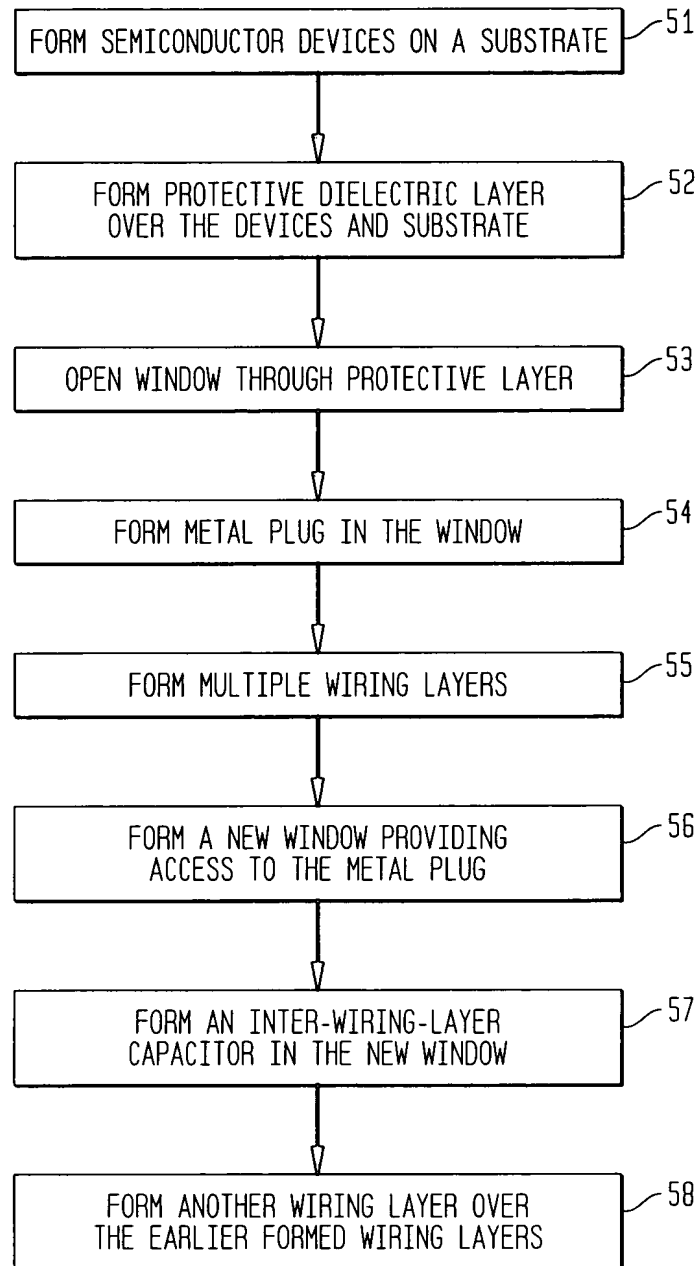 FORM SEMICONDUCTOR DEVICES ON A SUBSTRATE
51
FORM PROTECTIVE DIELECTRIC LAYER
OVER THE DEVICES AND SUBSTRATE
52
OPEN WINDOW THROUGH PROTECTIVE LAYER
53
FORM METAL PLUG IN THE WINDOW
54
FORM MULTIPLE WIRING LAYERS
55
FORM A NEW WINDOW PROVIDING
ACCESS TO THE METAL PLUG
56
FORM AN INTER-WIRING-LAYER
CAPACITOR IN THE NEW WINDOW
57
FORM ANOTHER WIRING LAYER OVER
THE EARLIER FORMED WIRING LAYERS
58